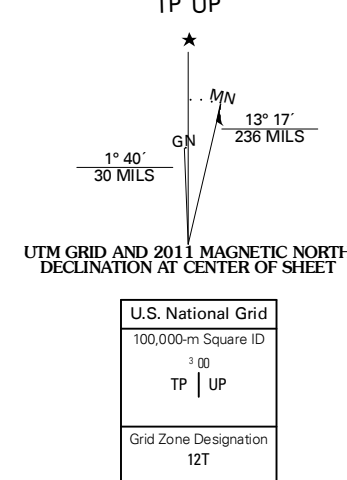 TP UP
★
MN
GN
13° 17´
236 MILS
1° 40´
30 MILS
UTM GRID AND 2011 MAGNETIC NORTH
DECLINATION AT CENTER OF SHEET
U.S. National Grid
100,000-m Square ID
3 00
TP | UP
Grid Zone Designation
12T